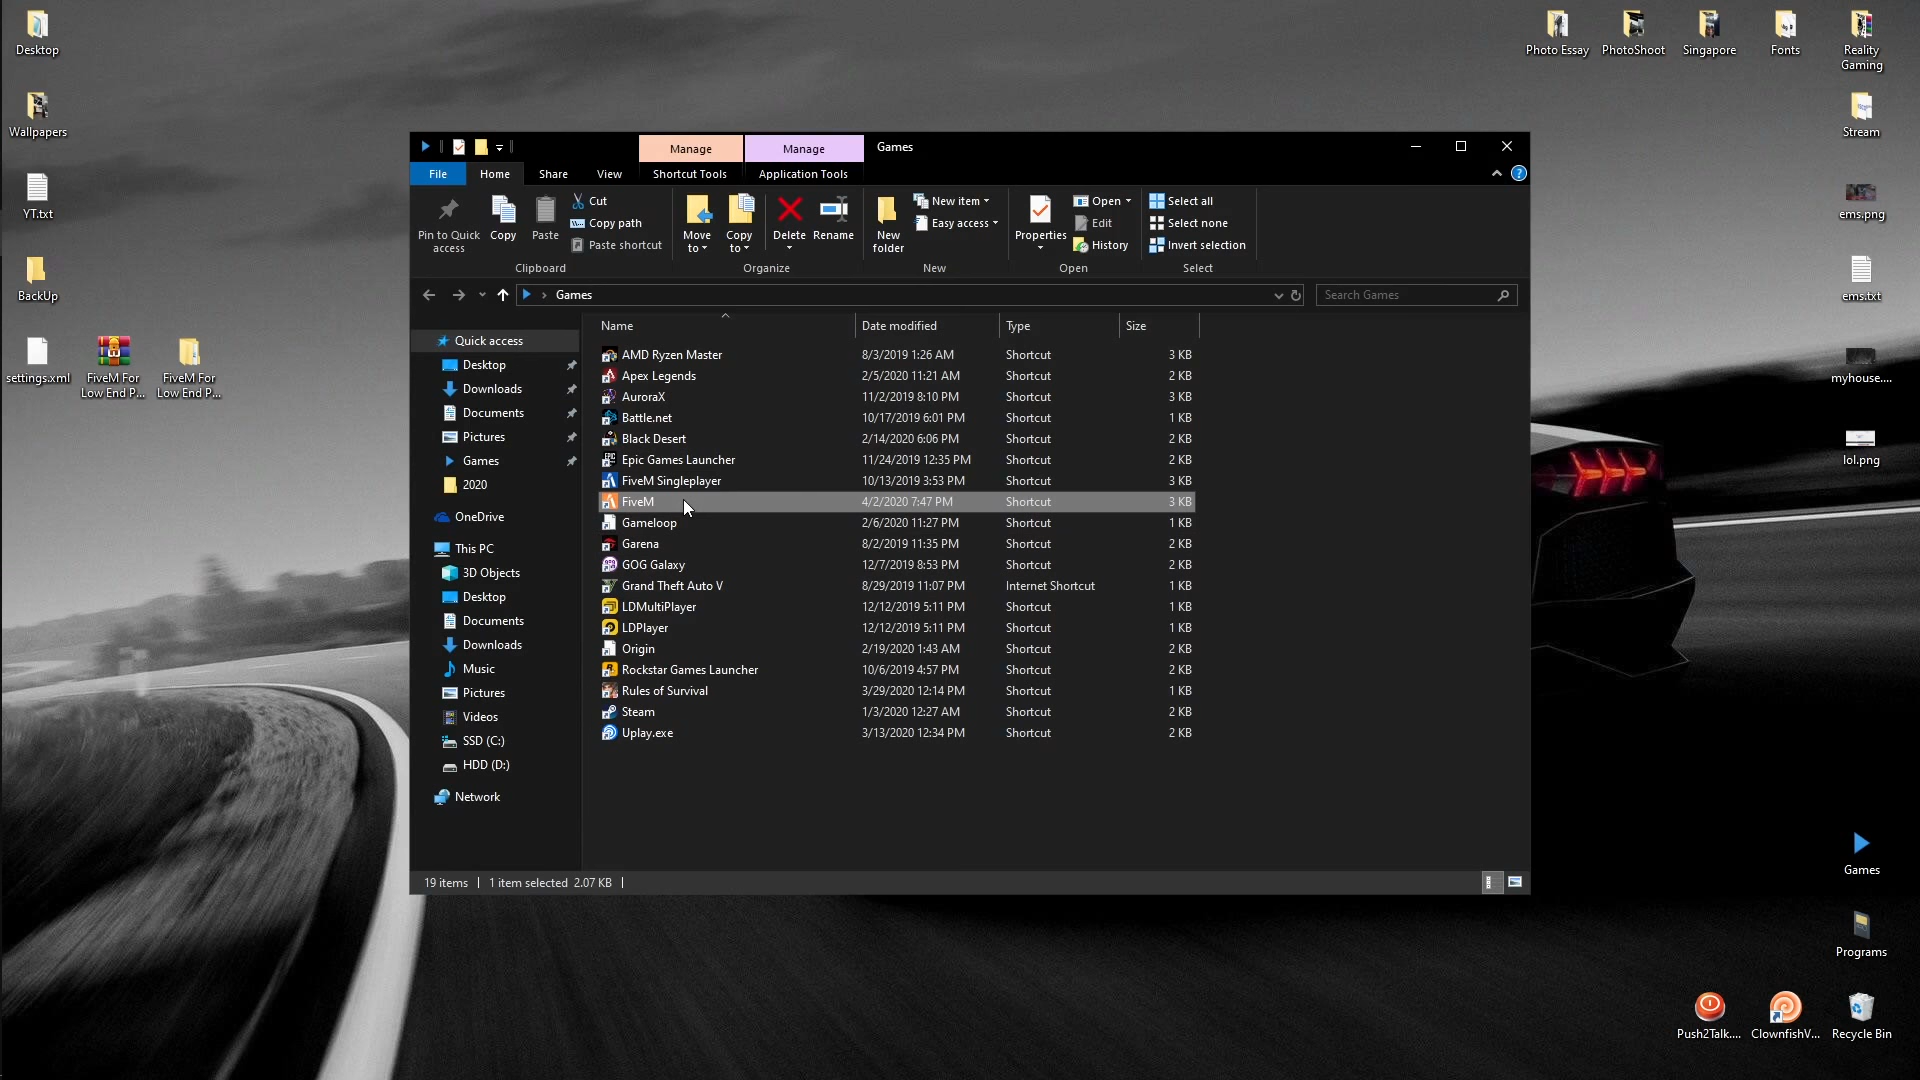 Desktop
Wallpapers
YT.txt
BackUp
settings.xml
FiveM For
Low End P...
FiveM For
Low End P...
Photo Essay
PhotoShoot
Singapore
Fonts
Reality
Gaming
Stream
ems.png
ems.txt
myhouse....
lol.png
Games
Programs
Push2Talk....
ClownfishV...
Recycle Bin
Manage
Manage
Games
File
Home
Share
View
Shortcut Tools
Application Tools
Pin to Quick
access
Copy
Paste
Cut
Copy path
Paste shortcut
Clipboard
Move
to
Copy
to
Delete
Rename
Organize
New
folder
New item
Easy access
New
Properties
Open
Edit
History
Open
Select all
Select none
Invert selection
Select
Games
Search Games
Quick access
Desktop
Downloads
Documents
Pictures
Games
2020
OneDrive
This PC
3D Objects
Desktop
Documents
Downloads
Music
Pictures
Videos
SSD (C:)
HDD (D:)
Network
Name Date modified Type Size
AMD Ryzen Master 8/3/2019 1:26 AM Shortcut 3 KB
Apex Legends 2/5/2020 11:21 AM Shortcut 2 KB
AuroraX 11/2/2019 8:10 PM Shortcut 3 KB
Battle.net 10/17/2019 6:01 PM Shortcut 1 KB
Black Desert 2/14/2020 6:06 PM Shortcut 2 KB
Epic Games Launcher 11/24/2019 12:35 PM Shortcut 2 KB
FiveM Singleplayer 10/13/2019 3:53 PM Shortcut 3 KB
FiveM 4/2/2020 7:47 PM Shortcut 3 KB
Gameloop 2/6/2020 11:27 PM Shortcut 1 KB
Garena 8/2/2019 11:35 PM Shortcut 2 KB
GOG Galaxy 12/7/2019 8:53 PM Shortcut 2 KB
Grand Theft Auto V 8/29/2019 11:07 PM Internet Shortcut 1 KB
LDMultiPlayer 12/12/2019 5:11 PM Shortcut 1 KB
LDPlayer 12/12/2019 5:11 PM Shortcut 1 KB
Origin 2/19/2020 1:43 AM Shortcut 2 KB
Rockstar Games Launcher 10/6/2019 4:57 PM Shortcut 2 KB
Rules of Survival 3/29/2020 12:14 PM Shortcut 1 KB
Steam 1/3/2020 12:27 AM Shortcut 2 KB
Uplay.exe 3/13/2020 12:34 PM Shortcut 2 KB
19 items 1 item selected 2.07 KB